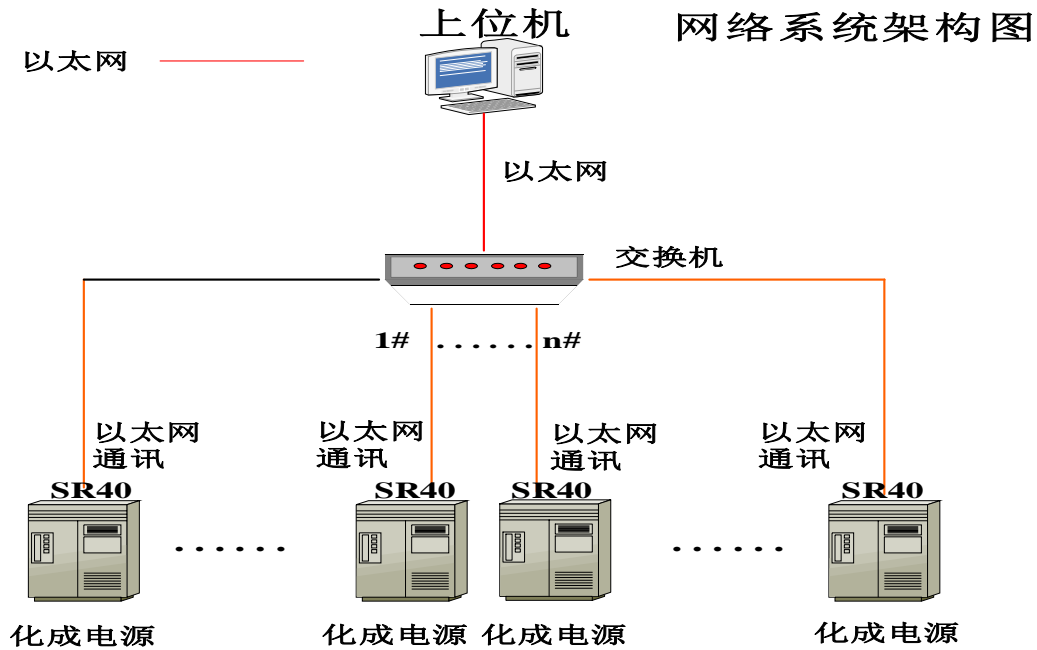 上位机
网络系统架构图
以太网
以太网
交换机
1# ...... n#
以太网
通讯
以太网
通讯
以太网
通讯
以太网
通讯
SR40
SR40
SR40
SR40
...... ......
化成电源
化成电源
化成电源
化成电源